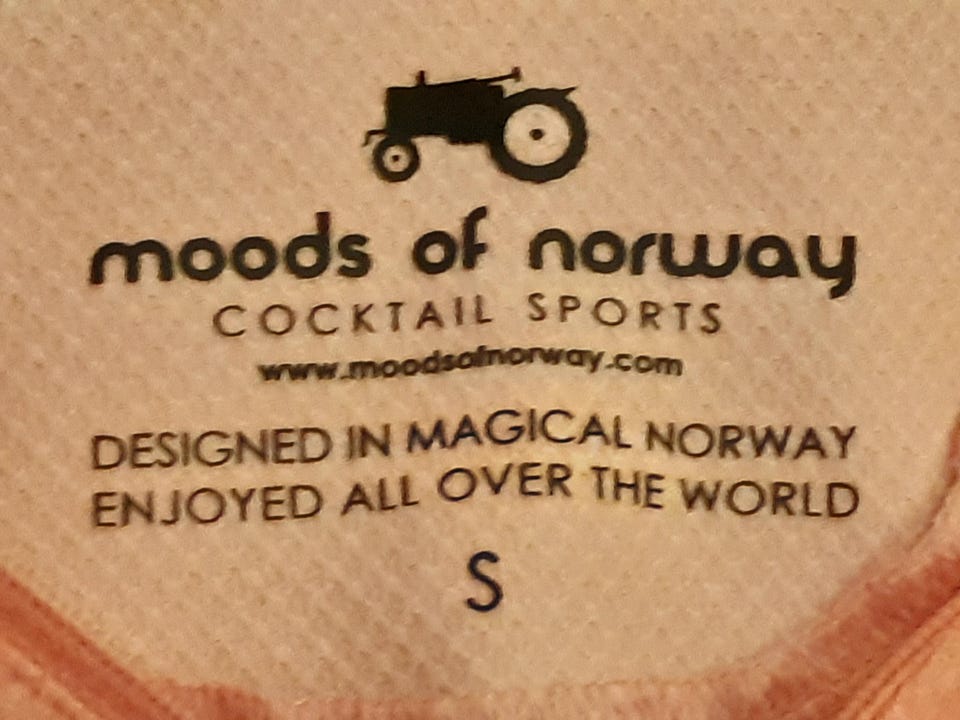 moods of norway
COCKTAIL SPORTS
www.moodsofnorway.com
DESIGNED IN MAGICAL NORWAY
ENJOYED ALL OVER THE WORLD
S